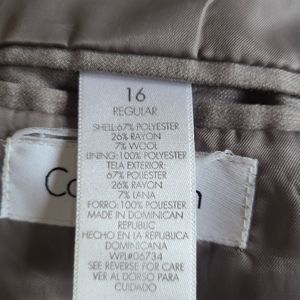 16
REGULAR
SHELL:67% POLYESTER
26% RAYON
7% WOOL
LINING:100% POLYESTER
TELA EXTERIOR:
67% POLIESTER
26% RAYON
7% LANA
FORRO:100% POLYESTER
MADE IN DOMINICAN
REPUBLIC
HECHO EN LA REPUBLICA
DOMINICANA
WPL#06734
SEE REVERSE FOR CARE
VER AL DORSO PARA
CUIDADO